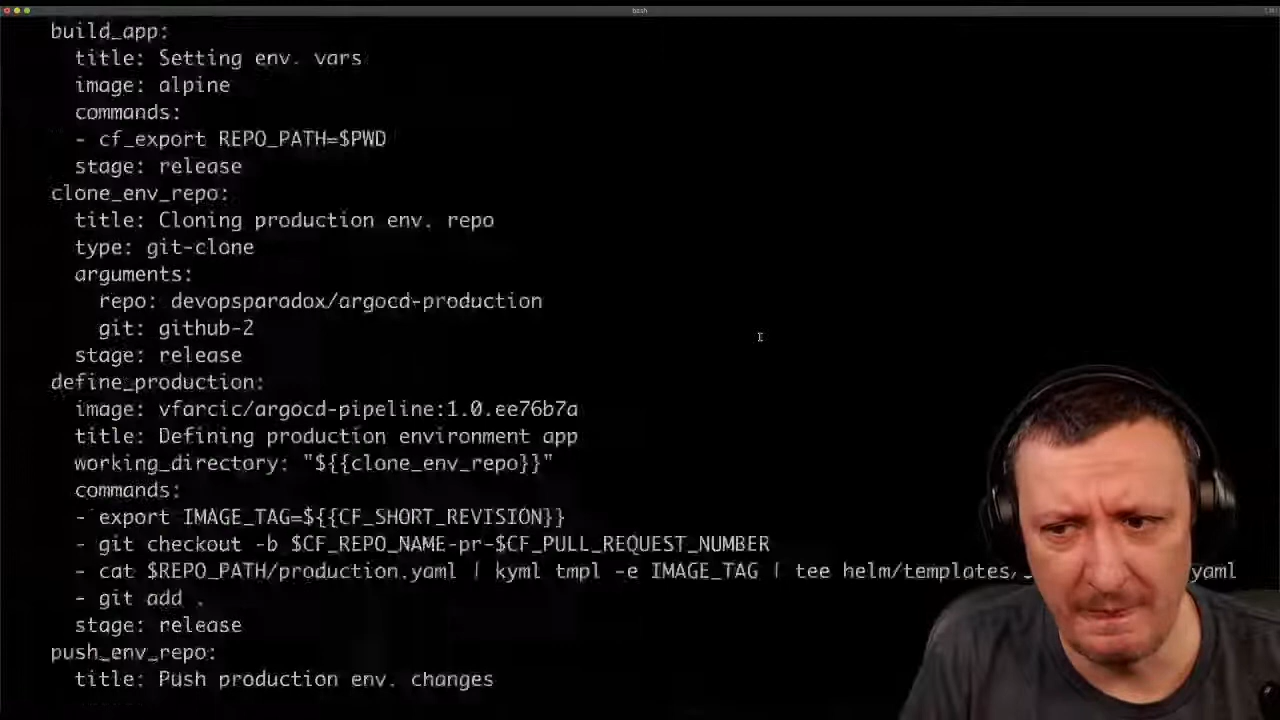 bash
build_app:
title: Setting env. vars
image: alpine
commands:
- cf_export REPO_PATH=$PWD
stage: release
clone_env_repo:
title: Cloning production env. repo
type: git-clone
arguments:
repo: devopsparadox/argocd-production
git: github-2
stage: release
define_production:
image: vfarcic/argocd-pipeline:1.0.ee76b7a
title: Defining production environment app
working_directory: "${{clone_env_repo}}"
commands:
- export IMAGE_TAG=${{CF_SHORT_REVISION}}
- git checkout -b $CF_REPO_NAME-pr-$CF_PULL_REQUEST_NUMBER
- cat $REPO_PATH/production.yaml | kyml tmpl -e IMAGE_TAG | tee helm/templates/ yaml
- git add .
stage: release
push_env_repo:
title: Push production env. changes